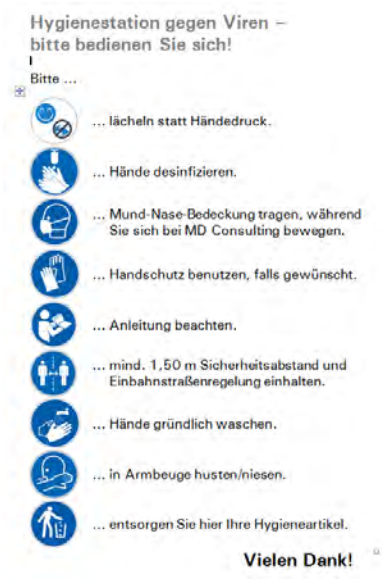 Hygienestation gegen Viren –
bitte bedienen Sie sich!
Bitte ...
... lächeln statt Händedruck.
... Hände desinfizieren.
... Mund-Nase-Bedeckung tragen, während
Sie sich bei MD Consulting bewegen.
... Handschutz benutzen, falls gewünscht.
... Anleitung beachten.
... mind. 1,50 m Sicherheitsabstand und
Einbahnstraßenregelung einhalten.
... Hände gründlich waschen.
... in Armbeuge husten/niesen.
... entsorgen Sie hier Ihre Hygieneartikel.
Vielen Dank!